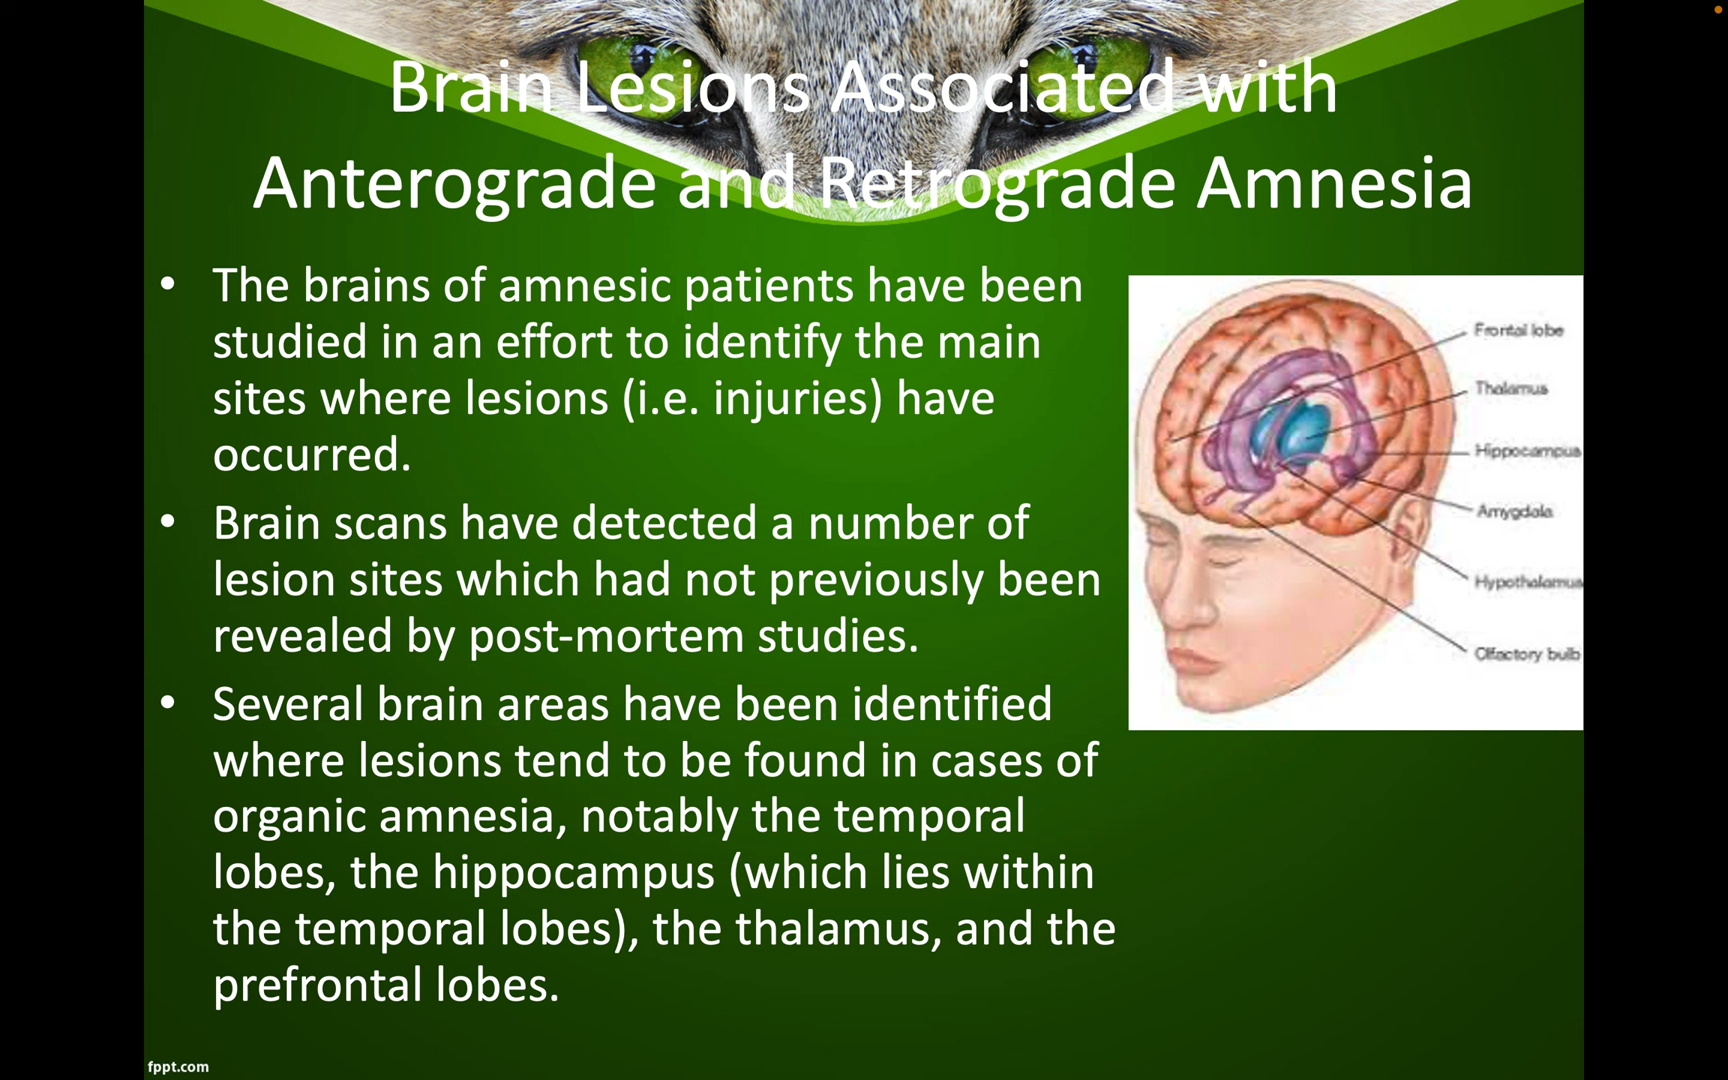 Brain Lesions Associated with
Anterograde and Retrograde Amnesia
• The brains of amnesic patients have been
studied in an effort to identify the main
sites where lesions (i.e. injuries) have
occurred.
• Brain scans have detected a number of
lesion sites which had not previously been
revealed by post-mortem studies.
• Several brain areas have been identified
where lesions tend to be found in cases of
organic amnesia, notably the temporal
lobes, the hippocampus (which lies within
the temporal lobes), the thalamus, and the
prefrontal lobes.
Frontal lobe
Thalamus
Hippocampus
Amygdala
Hypothalamus
Olfactory bulb
fppt.com